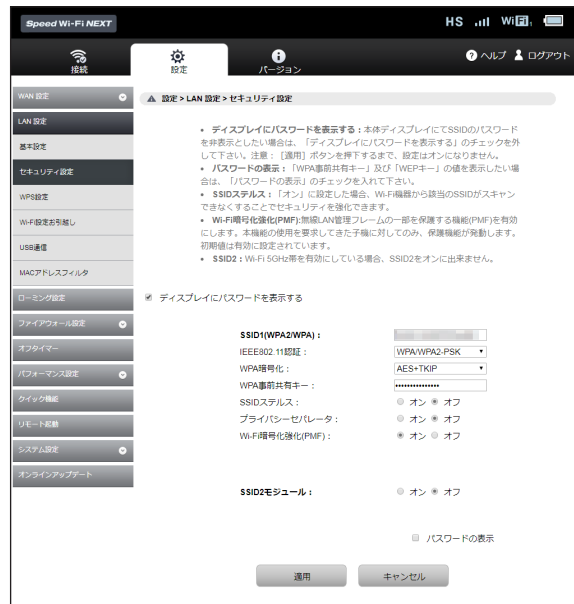 Speed Wi-Fi NEXT
HS
WiFi
接続
設定
バージョン
ヘルプ
ログアウト
WAN 設定
LAN 設定
基本設定
セキュリティ設定
WPS設定
Wi-Fi設定お引越し
USB通信
MACアドレスフィルタ
ローミング設定
ファイアウォール設定
オフタイマー
パフォーマンス設定
クイック機能
リモート起動
システム設定
オンラインアップデート
設定 > LAN 設定 > セキュリティ設定
• ディスプレイにパスワードを表示する：本体ディスプレイにてSSIDのパスワード
を非表示としたい場合は、「ディスプレイにパスワードを表示する」のチェックを外
して下さい。注意：［適用］ボタンを押下するまで、設定はオンになりません。
• パスワードの表示：「WPA事前共有キー」及び「WEPキー」の値を表示したい場
合は、「パスワードの表示」のチェックを入れて下さい。
• SSIDステルス：「オン」に設定した場合、Wi-Fi機器から該当のSSIDがスキャン
できなくすることでセキュリティを強化できます。
• Wi-Fi暗号化強化(PMF):無線LAN管理フレームの一部を保護する機能(PMF)を有効
にします。本機能の使用を要求してきた子機に対してのみ、保護機能が発動します。
初期値は有効に設定されています。
• SSID2：Wi-Fi 5GHz帯を有効にしている場合、SSID2をオンに出来ません。
ディスプレイにパスワードを表示する
SSID1(WPA2/WPA)：
IEEE802.11認証： WPA/WPA2-PSK
WPA暗号化： AES+TKIP
WPA事前共有キー： •••••••••••••••
SSIDステルス： オン オフ
プライバシーセパレータ： オン オフ
Wi-Fi暗号化強化(PMF)： オン オフ
SSID2モジュール： オン オフ
パスワードの表示
適用 キャンセル